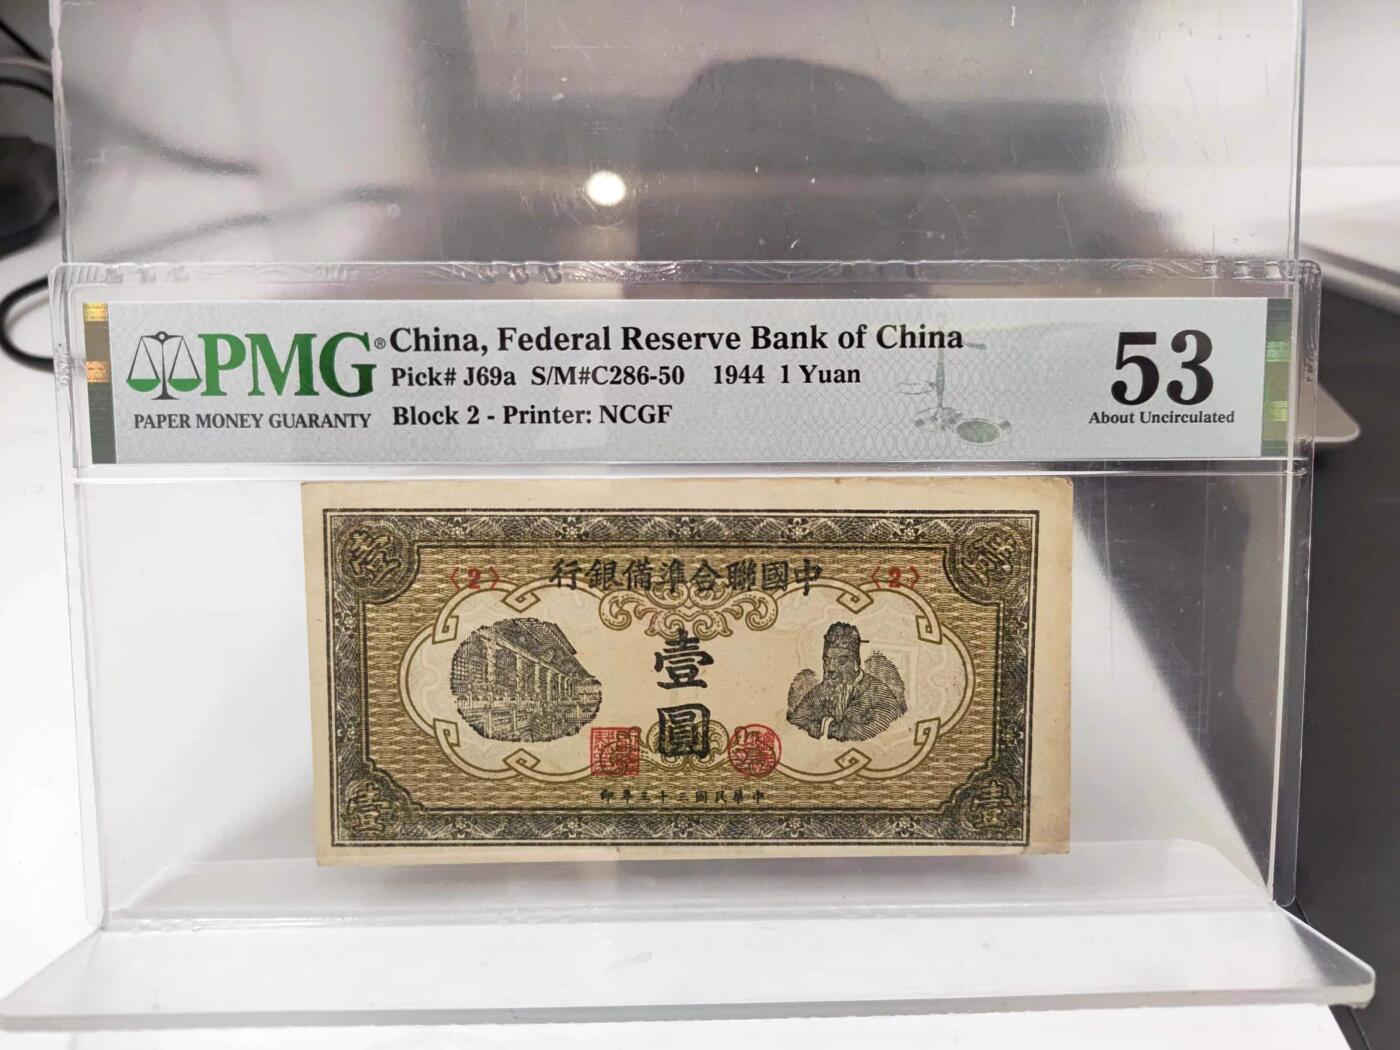 PMG®
PAPER MONEY GUARANTY
China, Federal Reserve Bank of China
Pick# J69a S/M#C286-50 1944 1 Yuan
Block 2 - Printer: NCGF
53
About Uncirculated
行銀備準合聯國中
〈2〉 〈2〉
壹
圓
印年三十三國民華中
壹 壹